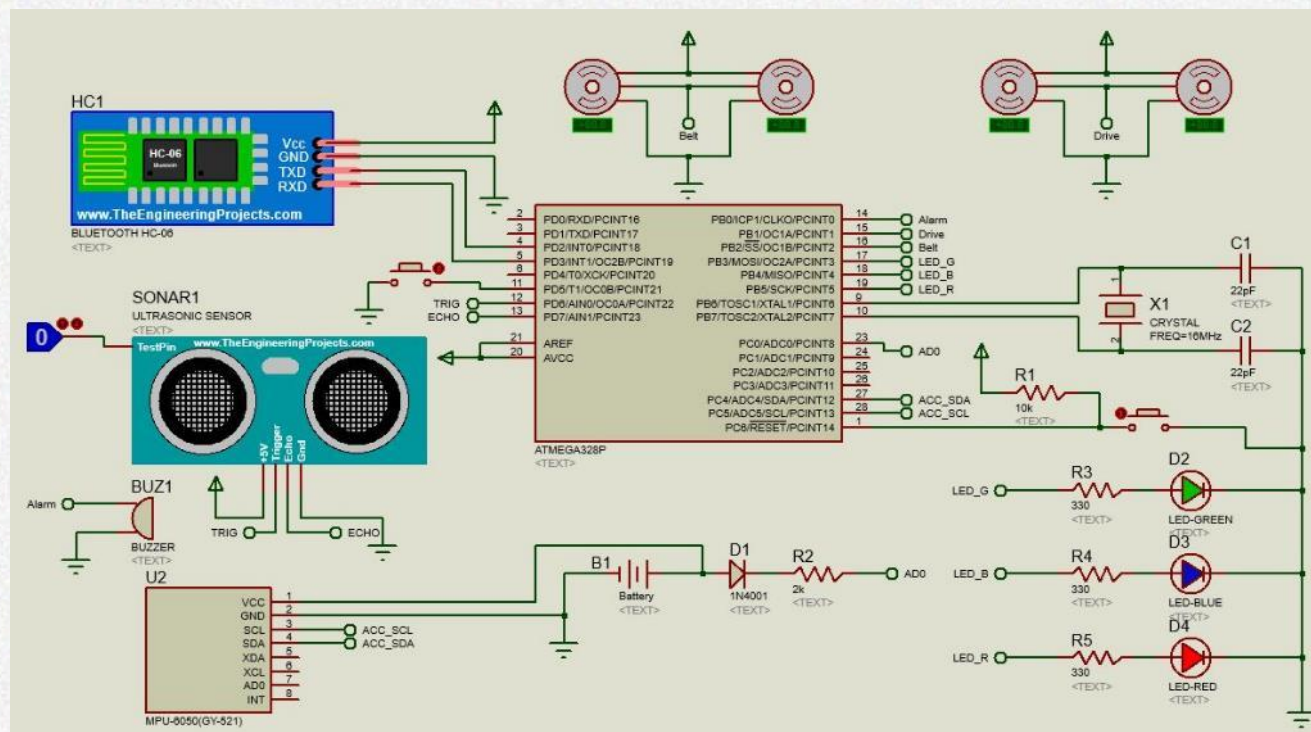 HC1
HC-06
Vcc
GND
TXD
RXD
www.TheEngineeringProjects.com
BLUETOOTH HC-06
<TEXT>
Belt
Drive
2 PD0/RXD/PCINT16
3 PD1/TXD/PCINT17
4 PD2/INT0/PCINT18
5 PD3/INT1/OC2B/PCINT19
6 PD4/T0/XCK/PCINT20
11 PD5/T1/OC0B/PCINT21
12 PD6/AIN0/OC0A/PCINT22
13 PD7/AIN1/PCINT23
21 AREF
20 AVCC
PB0/ICP1/CLKO/PCINT0 14 Alarm
PB1/OC1A/PCINT1 15 Drive
PB2/SS/OC1B/PCINT2 16 Belt
PB3/MOSI/OC2A/PCINT3 17 LED_G
PB4/MISO/PCINT4 18 LED_B
PB5/SCK/PCINT5 19 LED_R
PB6/TOSC1/XTAL1/PCINT6 9
PB7/TOSC2/XTAL2/PCINT7 10
PC0/ADC0/PCINT8 23 AD0
PC1/ADC1/PCINT9 24
PC2/ADC2/PCINT10 25
PC3/ADC3/PCINT11 26
PC4/ADC4/SDA/PCINT12 27 ACC_SDA
PC5/ADC5/SCL/PCINT13 28 ACC_SCL
PC6/RESET/PCINT14 1
ATMEGA328P
<TEXT>
TRIG
ECHO
C1
22pF
<TEXT>
1
X1
CRYSTAL
FREQ=16MHz
2
C2
22pF
<TEXT>
R1
10k
<TEXT>
SONAR1
ULTRASONIC SENSOR
<TEXT>
0
TestPin
www.TheEngineeringProjects.com
+5V
Trigger
Echo
Gnd
TRIG
ECHO
Alarm
BUZ1
BUZZER
<TEXT>
U2
VCC 1
GND 2
SCL 3 ACC_SCL
SDA 4 ACC_SDA
XDA 5
XCL 6
AD0 7
INT 8
MPU-6050(GY-521)
B1
Battery
<TEXT>
D1
1N4001
<TEXT>
R2
2k
<TEXT>
AD0
LED_G
R3
330
<TEXT>
D2
LED-GREEN
<TEXT>
LED_B
R4
330
<TEXT>
D3
LED-BLUE
<TEXT>
LED_R
R5
330
<TEXT>
D4
LED-RED
<TEXT>